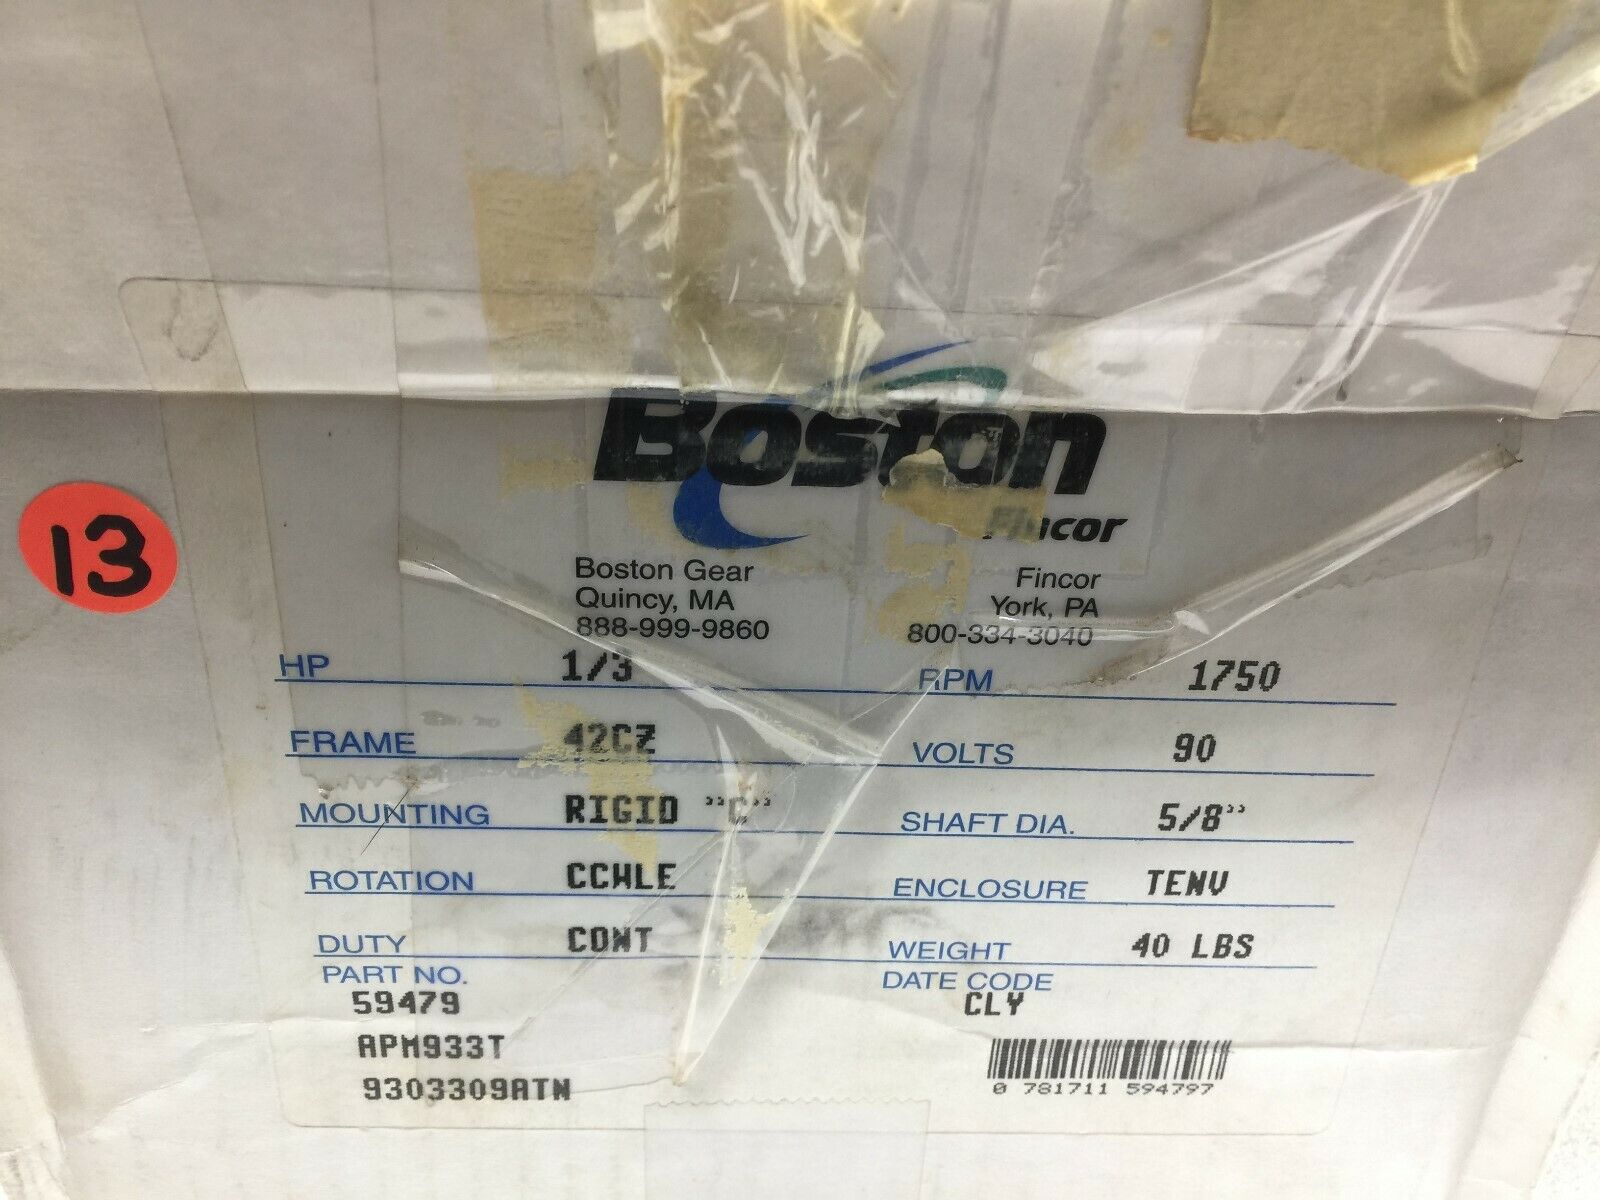 Boston
Fincor
13
Boston Gear
Quincy, MA
888-999-9860
Fincor
York, PA
800-334-3040
HP 1/3 RPM 1750
FRAME 42CZ VOLTS 90
MOUNTING RIGID "C" SHAFT DIA. 5/8"
ROTATION CCWLE ENCLOSURE TENV
DUTY CONT WEIGHT 40 LBS
PART NO. DATE CODE
59479 CLY
APM933T
9303309ATN
0 781711 594797